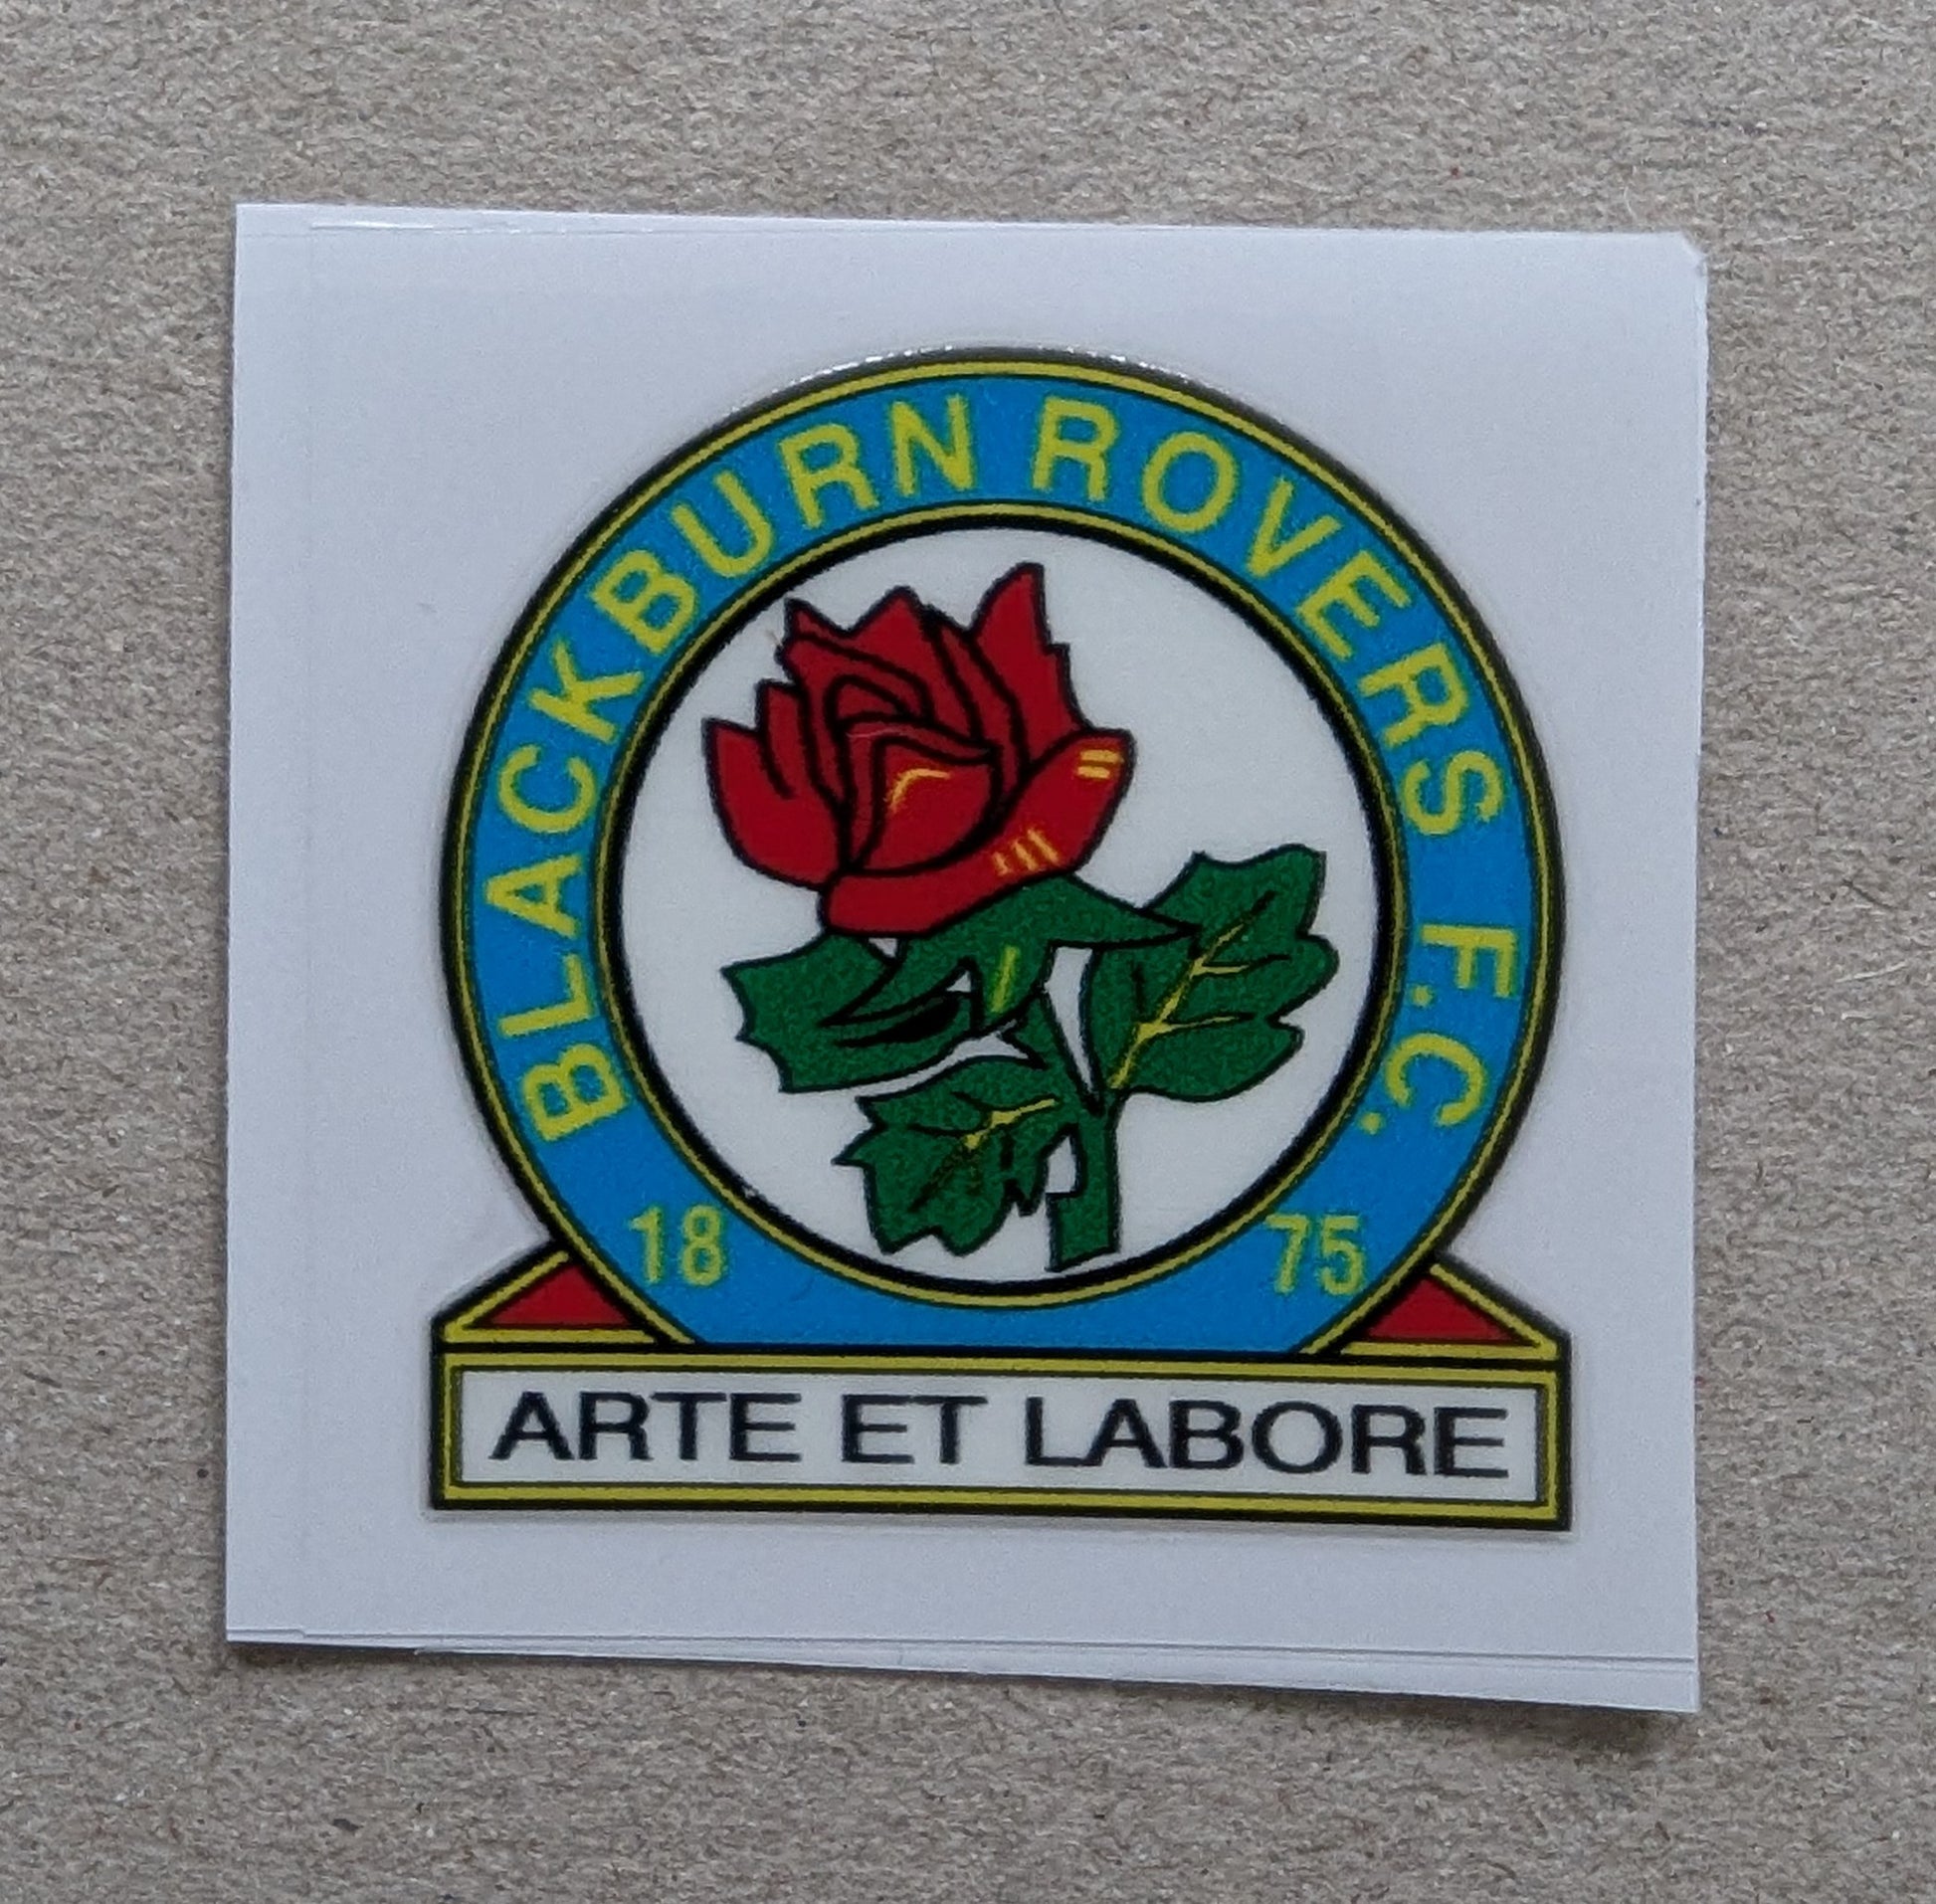 BLACKBURN ROVERS F.C.
18 75
ARTE ET LABORE